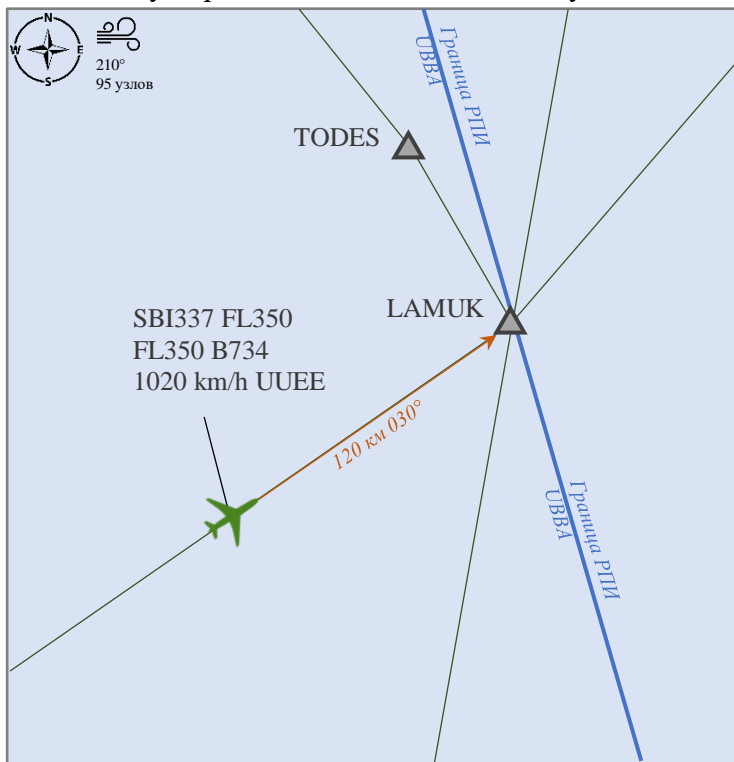 N
W
E
S
210°
95 узлов
Граница РПИ
UBBA
TODES
LAMUK
SBI337 FL350
FL350 B734
1020 km/h UUEE
120 км 030°
Граница РПИ
UBBA